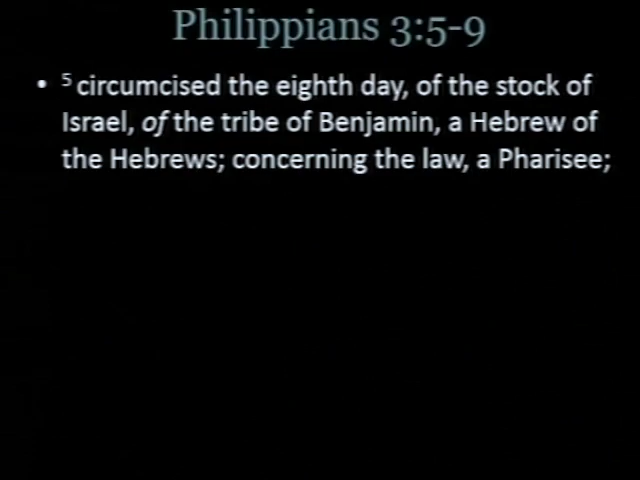 Philippians 3:5-9
• ⁵ circumcised the eighth day, of the stock of
Israel, of the tribe of Benjamin, a Hebrew of
the Hebrews; concerning the law, a Pharisee;